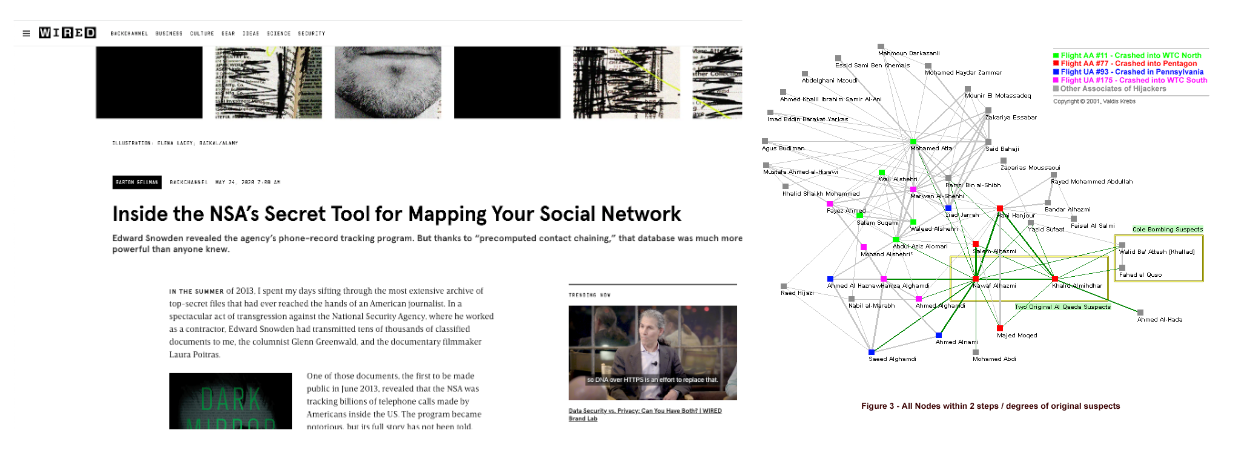 WIRED
BACKCHANNEL BUSINESS CULTURE GEAR IDEAS SCIENCE SECURITY
ILLUSTRATION: ELENA LACEY, BAIKAL/ALAMY
BARTON GELLMAN BACKCHANNEL MAY 24, 2020 7:00 AM
Inside the NSA's Secret Tool for Mapping Your Social Network
Edward Snowden revealed the agency's phone-record tracking program. But thanks to “precomputed contact chaining,” that database was much more
powerful than anyone knew.
IN THE SUMMER of 2013, I spent my days sifting through the most extensive archive of
top-secret files that had ever reached the hands of an American journalist. In a
spectacular act of transgression against the National Security Agency, where he worked
as a contractor, Edward Snowden had transmitted tens of thousands of classified
documents to me, the columnist Glenn Greenwald, and the documentary filmmaker
Laura Poitras.
DARK
MIRROR
One of those documents, the first to be made
public in June 2013, revealed that the NSA was
tracking billions of telephone calls made by
Americans inside the US. The program became
notorious, but its full story has not been told.
TRENDING NOW
se DNA over HTTPS is an effort to replace that.
Data Security vs. Privacy: Can You Have Both? | WIRED
Brand Lab
Flight AA #11 - Crashed into WTC North
Flight AA #77 - Crashed into Pentagon
Flight UA #93 - Crashed in Pennsylvania
Flight UA #175 - Crashed into WTC South
Other Associates of Hijackers
Copyright © 2001, Valdis Krebs
Mahmoun Darkazanli
Essid Sami Ben Khemais
Mohamed Haydar Zammar
Abdelghani Mzoudi
Mounir El Motassadeq
Ahmed Khalil Ibrahim Samir Al-Ani
Zakariya Essabar
Imad Eddin Barakat Yarkas
Agus Budiman
Mohamed Atta
Said Bahaji
Mustafa Ahmed al-Hisawi
Zaparias Moussaoui
Wail Alshehri
Ramzi Bin al-Shibh
Rayed Mohammed Abdullah
Khalid Shaikh Mohammed
Marwan Al-Shehhi
Fayez Ahmed
Ziad Jarrah
Hani Hanjour
Bandar Alhazmi
Satam Suqami
Waleed Alshehri
Yazid Sufaat
Faisal Al Salmi
Cole Bombing Suspects
Abdul Aziz Alomari
Mohand Alshehri
Salem Alhazmi
Walid Ba' Attash (Khallad)
Fahad al Quso
Raed Hijazi
Ahmed Al Haznawi
Hamza Alghamdi
Nawaf Alhazmi
Khalid Almihdhar
Nabil al-Marabh
Ahmed Alghamdi
Two Original Al Qaeda Suspects
Ahmed Al-Hada
Ahmed Alnami
Majed Moqed
Saeed Alghamdi
Mohamed Abdi
Figure 3 - All Nodes within 2 steps / degrees of original suspects